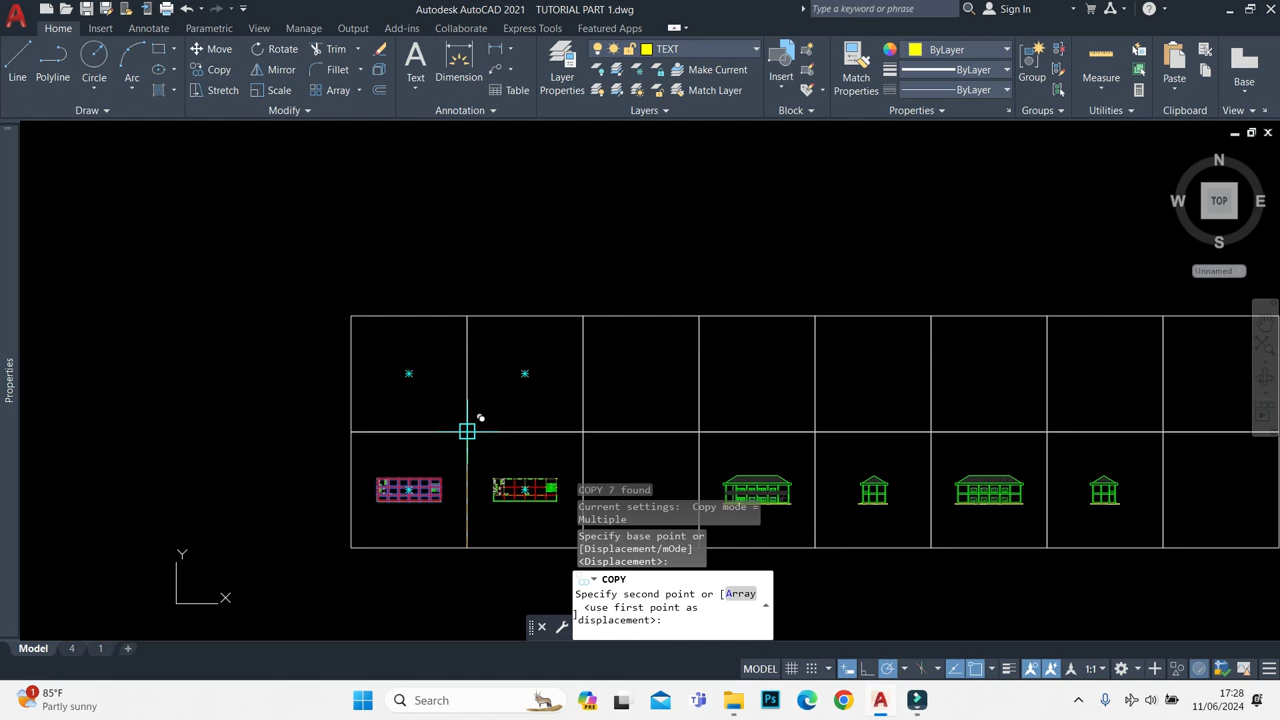 Autodesk AutoCAD 2021 TUTORIAL PART 1.dwg
Type a keyword or phrase
Sign In
Home Insert Annotate Parametric View Manage Output Add-ins Collaborate Express Tools Featured Apps
Line Polyline Circle Arc
Move Rotate Trim
Copy Mirror Fillet
Stretch Scale Array
Text Dimension Table
Layer Properties
TEXT
Make Current
Match Layer
Insert
Match Properties
ByLayer
ByLayer
ByLayer
Group
Measure
Paste
Base
Draw Modify Annotation Layers Block Properties Groups Utilities Clipboard View
N
W TOP E
S
Unnamed
Properties
COPY 7 found
Current settings: Copy mode =
Multiple
Specify base point or
[Displacement/mOde]
<Displacement>:
COPY
Specify second point or [Array
] <use first point as
displacement>:
Y
X
Model 4 1 +
MODEL 1:1
1
85°F
Partly sunny
Search
PRE
17:28
11/06/2024